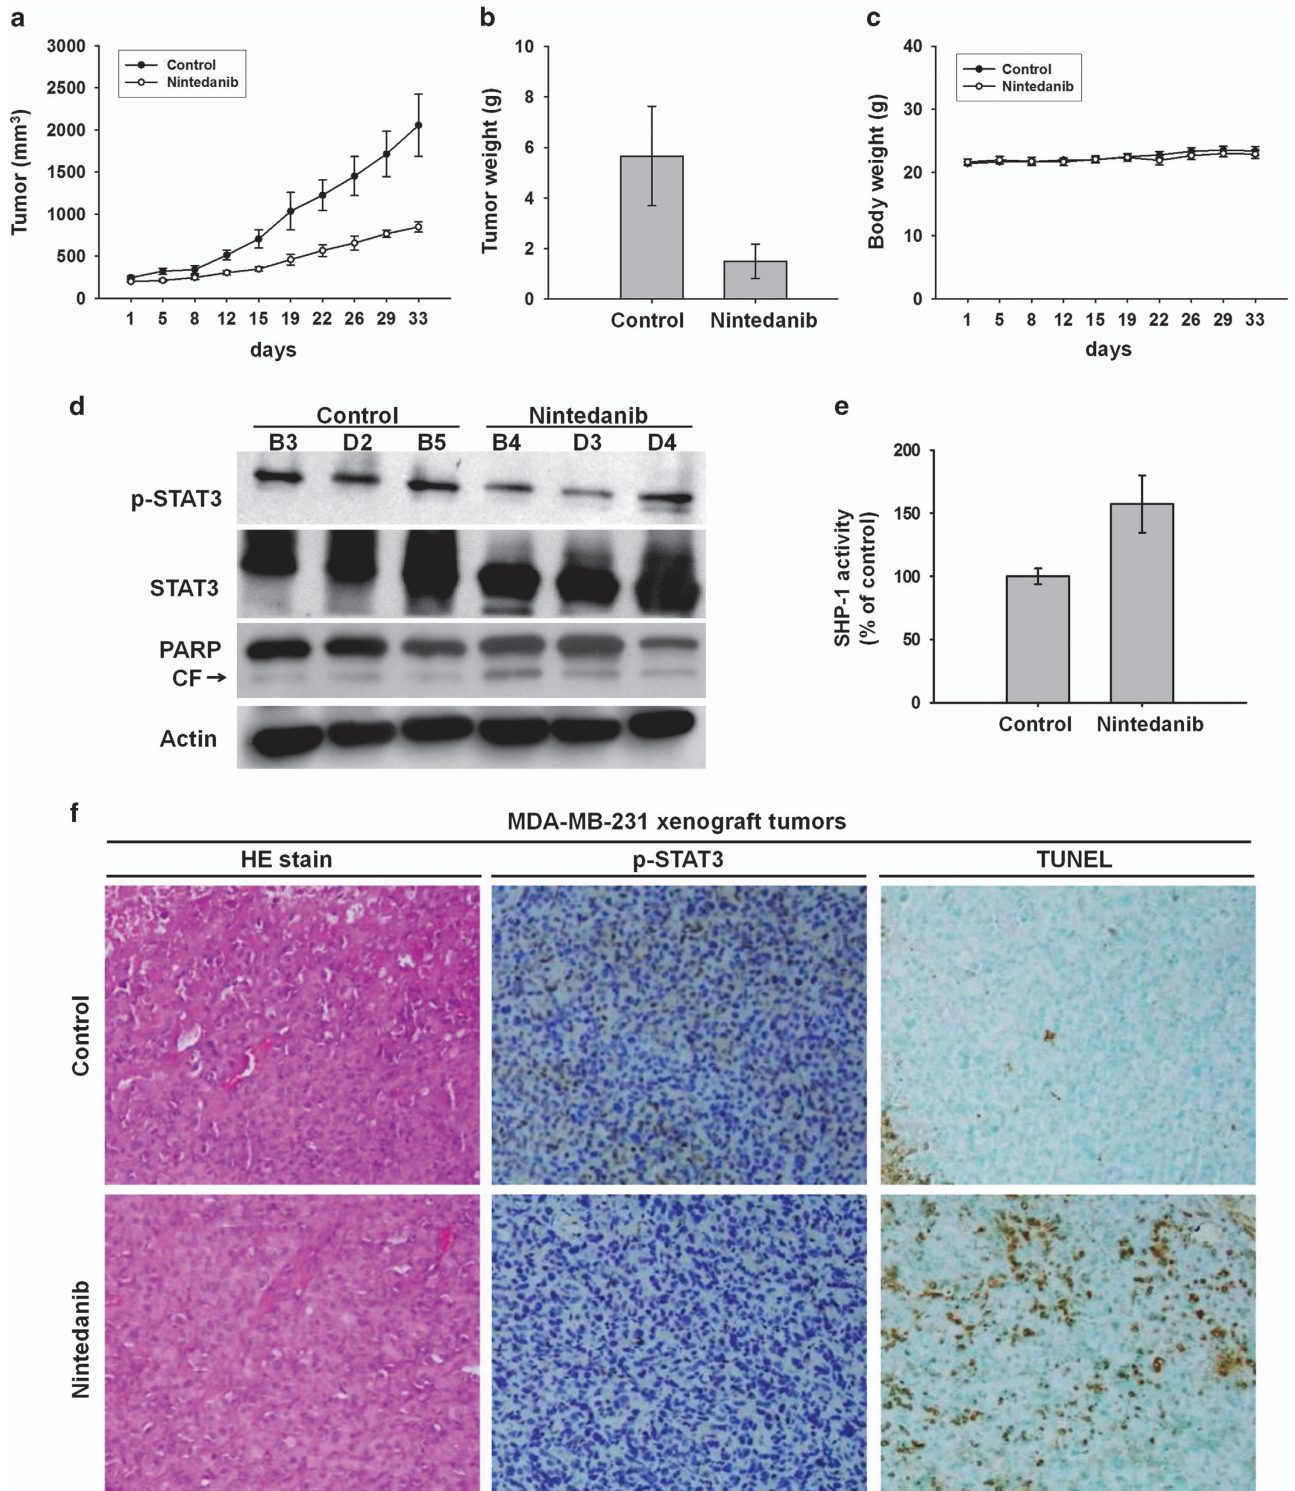 a
3000
2500
2000
1500
1000
500
0
Tumor (mm³)
Control
Nintedanib
1 5 8 12 15 19 22 26 29 33
days
b
10
8
6
4
2
0
Tumor weight (g)
Control Nintedanib
c
40
30
20
10
0
Body weight (g)
Control
Nintedanib
1 5 8 12 15 19 22 26 29 33
days
d
Control Nintedanib
B3 D2 B5 B4 D3 D4
p-STAT3
STAT3
PARP
CF →
Actin
e
200
150
100
50
0
SHP-1 activity
(% of control)
Control Nintedanib
f
MDA-MB-231 xenograft tumors
HE stain p-STAT3 TUNEL
Control
Nintedanib